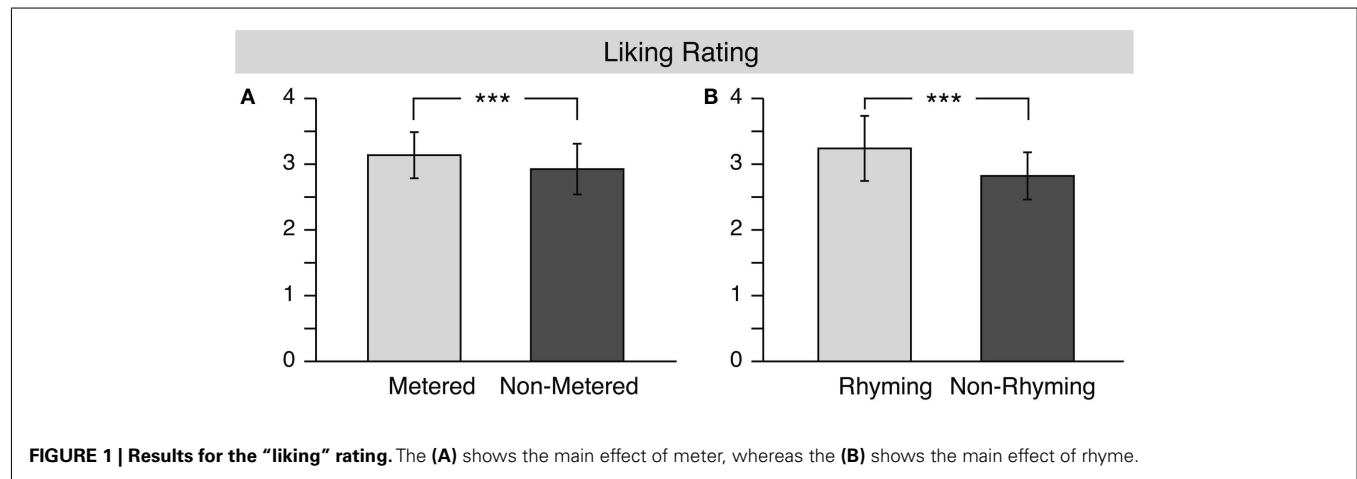 Liking Rating
A
4
3
2
1
0
***
Metered Non-Metered
B
4
3
2
1
0
***
Rhyming Non-Rhyming
FIGURE 1 | Results for the “liking” rating. The (A) shows the main effect of meter, whereas the (B) shows the main effect of rhyme.